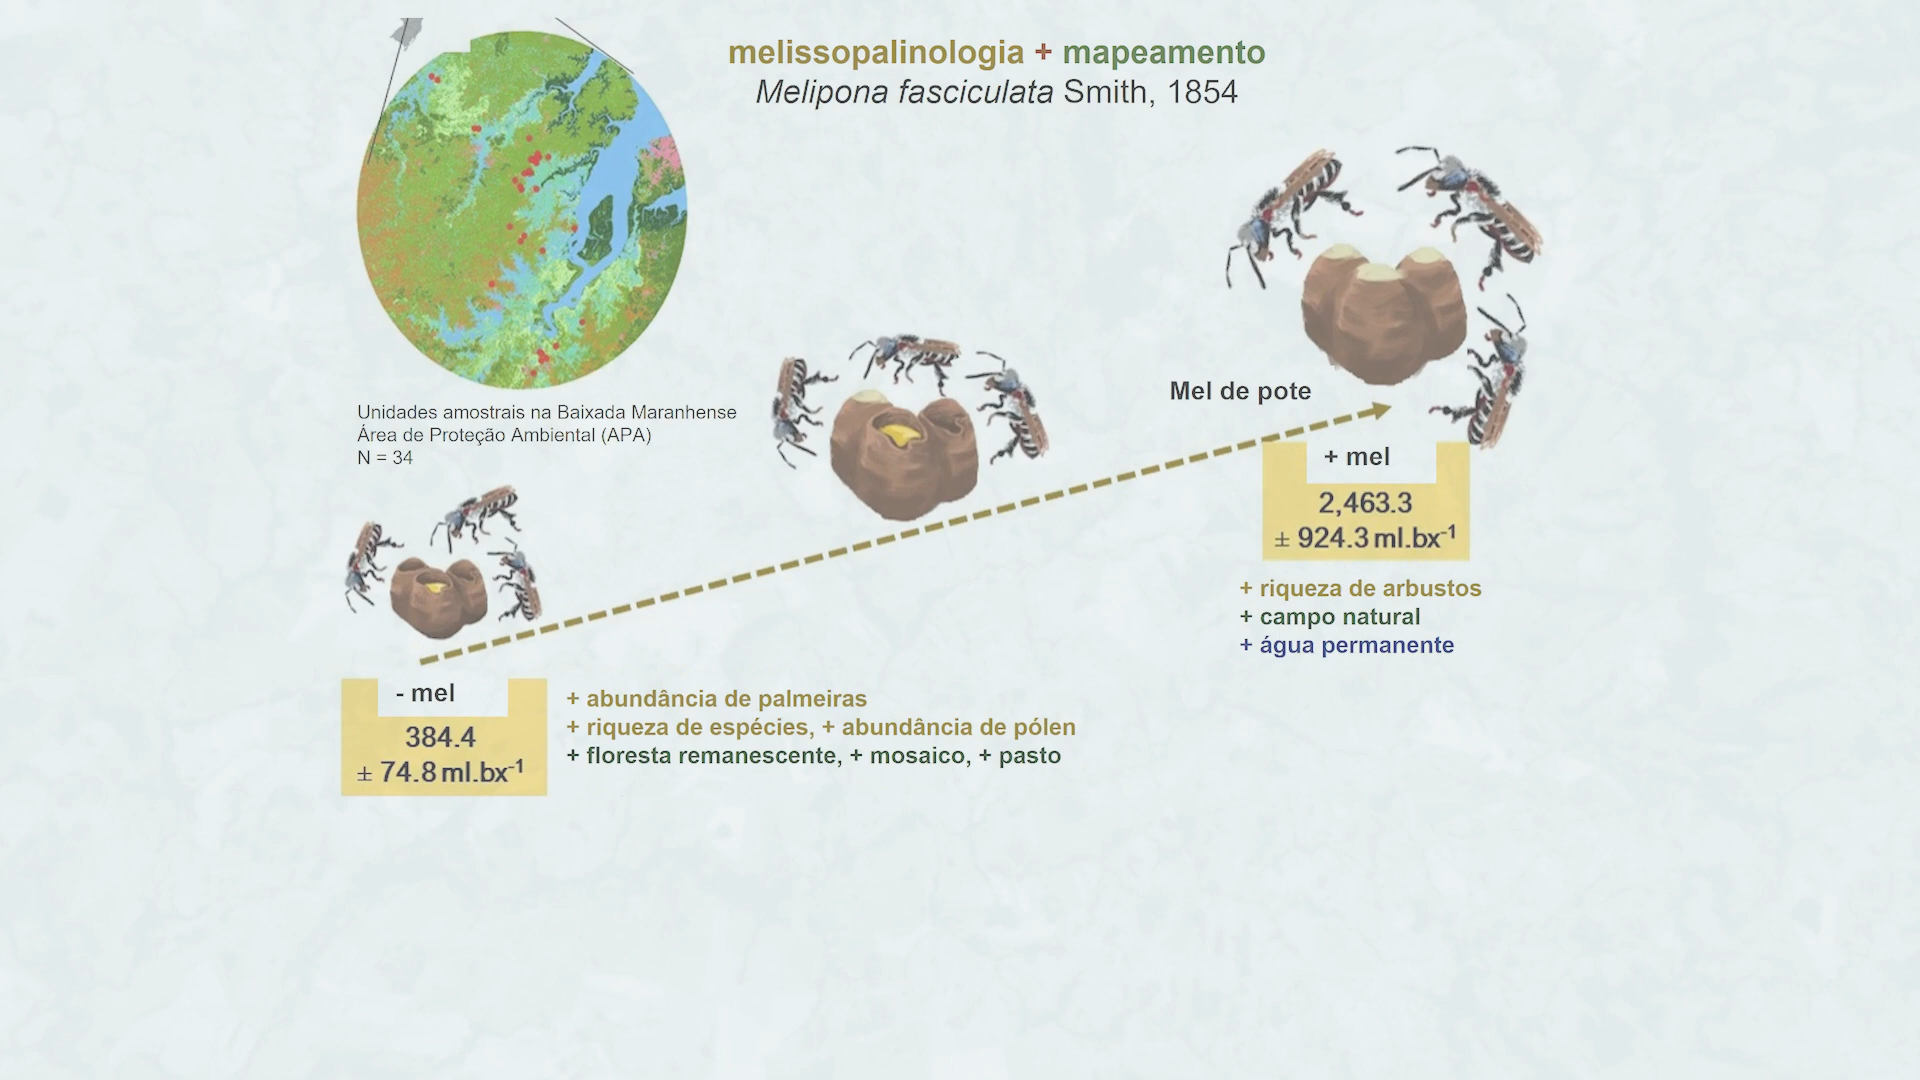 melissopalinologia + mapeamento
Melipona fasciculata Smith, 1854
Unidades amostrais na Baixada Maranhense
Área de Proteção Ambiental (APA)
N = 34
Mel de pote
+ mel
2,463.3
± 924.3 ml.bx⁻¹
+ riqueza de arbustos
+ campo natural
+ água permanente
- mel
384.4
± 74.8 ml.bx⁻¹
+ abundância de palmeiras
+ riqueza de espécies, + abundância de pólen
+ floresta remanescente, + mosaico, + pasto